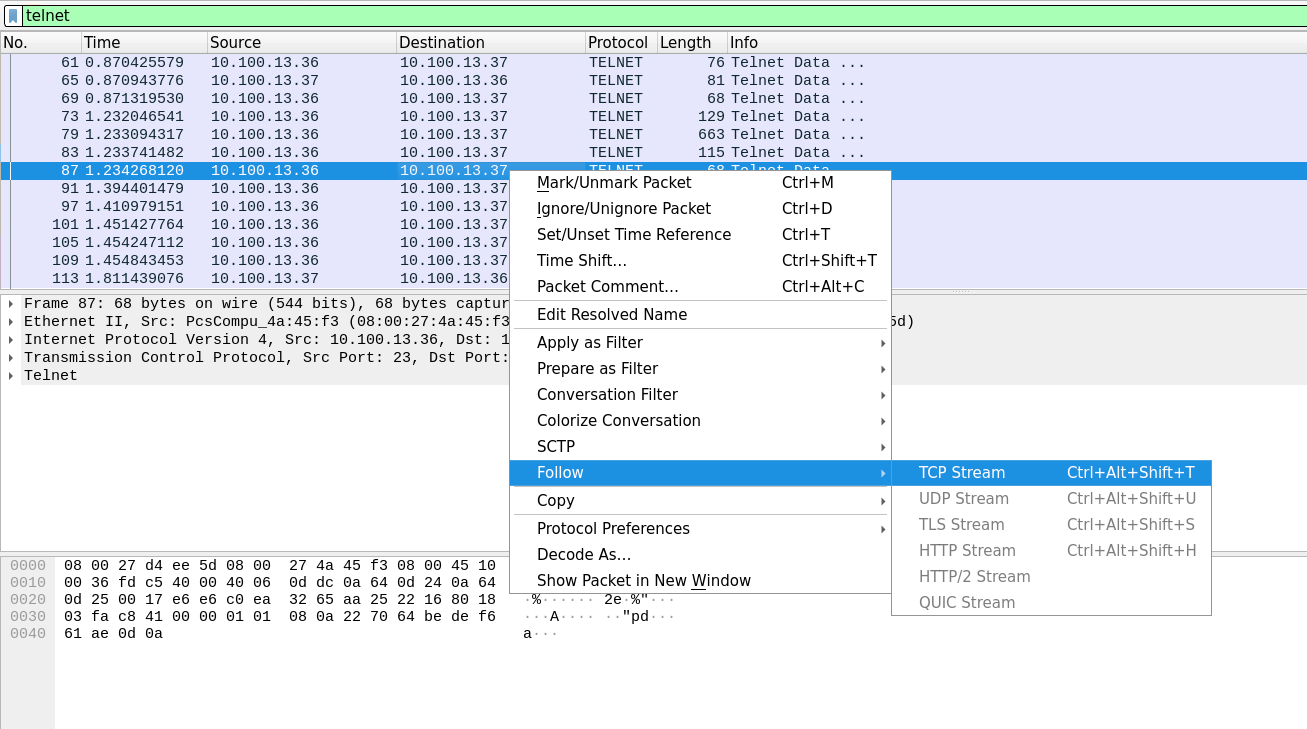 telnet
No. Time Source Destination Protocol Length Info
61 0.870425579 10.100.13.36 10.100.13.37 TELNET 76 Telnet Data ...
65 0.870943776 10.100.13.37 10.100.13.36 TELNET 81 Telnet Data ...
69 0.871319530 10.100.13.36 10.100.13.37 TELNET 68 Telnet Data ...
73 1.232046541 10.100.13.36 10.100.13.37 TELNET 129 Telnet Data ...
79 1.233094317 10.100.13.36 10.100.13.37 TELNET 663 Telnet Data ...
83 1.233741482 10.100.13.36 10.100.13.37 TELNET 115 Telnet Data ...
87 1.234268120 10.100.13.36 10.100.13.37 TELNET 68 Telnet Data ...
91 1.394401479 10.100.13.36 10.100.13.37
97 1.410979151 10.100.13.36 10.100.13.37
101 1.451427764 10.100.13.36 10.100.13.37
105 1.454247112 10.100.13.36 10.100.13.37
109 1.454843453 10.100.13.36 10.100.13.37
113 1.811439076 10.100.13.37 10.100.13.36
Mark/Unmark Packet Ctrl+M
Ignore/Unignore Packet Ctrl+D
Set/Unset Time Reference Ctrl+T
Time Shift… Ctrl+Shift+T
Packet Comment… Ctrl+Alt+C
Edit Resolved Name
Apply as Filter
Prepare as Filter
Conversation Filter
Colorize Conversation
SCTP
Follow
Copy
Protocol Preferences
Decode As…
Show Packet in New Window
TCP Stream Ctrl+Alt+Shift+T
UDP Stream Ctrl+Alt+Shift+U
TLS Stream Ctrl+Alt+Shift+S
HTTP Stream Ctrl+Alt+Shift+H
HTTP/2 Stream
QUIC Stream
Frame 87: 68 bytes on wire (544 bits), 68 bytes captur
Ethernet II, Src: PcsCompu_4a:45:f3 (08:00:27:4a:45:f3 5d)
Internet Protocol Version 4, Src: 10.100.13.36, Dst: 1
Transmission Control Protocol, Src Port: 23, Dst Port:
Telnet
0000 08 00 27 d4 ee 5d 08 00 27 4a 45 f3 08 00 45 10
0010 00 36 fd c5 40 00 40 06 0d dc 0a 64 0d 24 0a 64
0020 0d 25 00 17 e6 e6 c0 ea 32 65 aa 25 22 16 80 18 ·%······ 2e·%"···
0030 03 fa c8 41 00 00 01 01 08 0a 22 70 64 be de f6 ···A···· ··"pd···
0040 61 ae 0d 0a a···